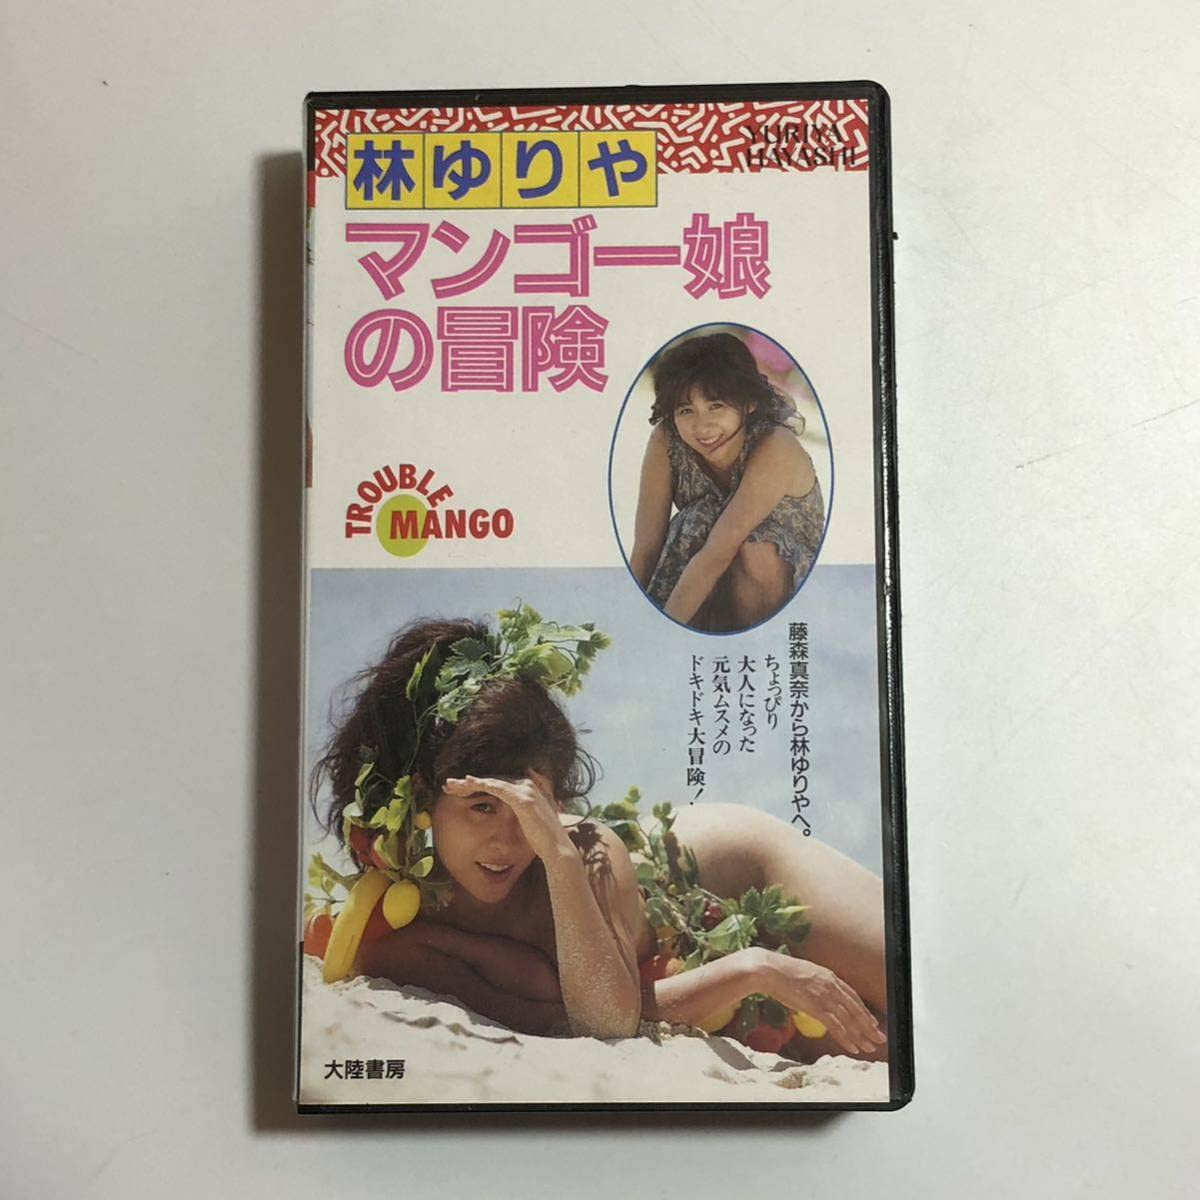 YURIYA
HAYASHI
林ゆりや
マンゴー娘
の冒険
TROUBLE
MANGO
藤森真奈から林ゆりやへ。
ちょっぴり
大人になった
元気ムスメの
ドキドキ大冒険!
大陸書房